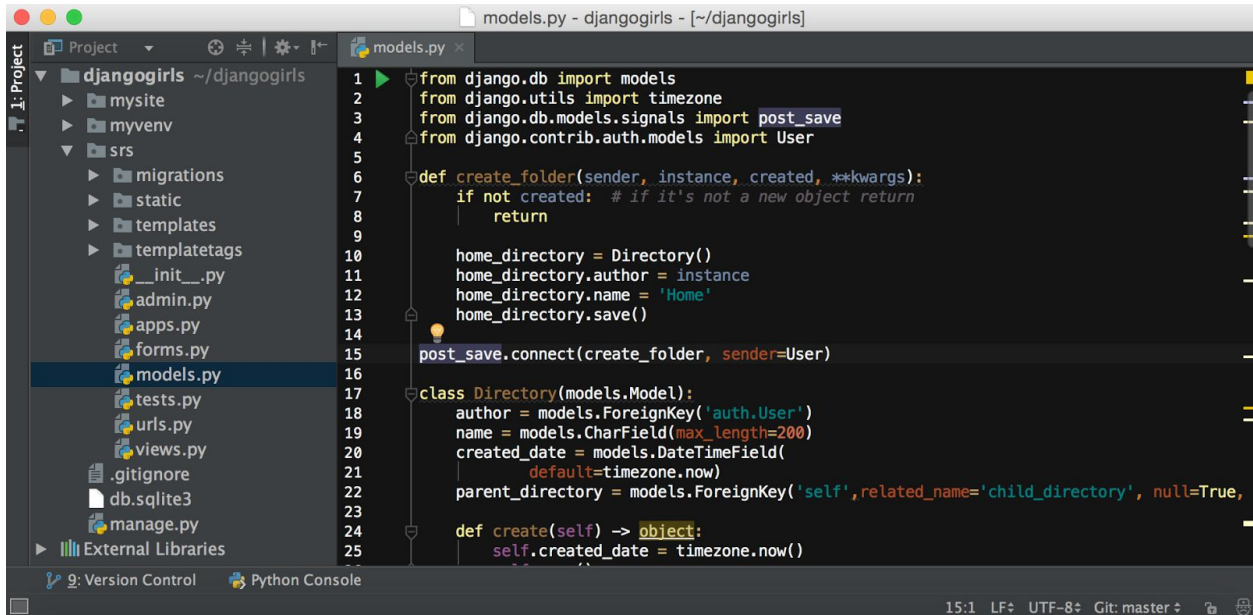 models.py - djangogirls - [~/djangogirls]
1: Project
Project
models.py
djangogirls ~/djangogirls
mysite
myvenv
srs
migrations
static
templates
templatetags
__init__.py
admin.py
apps.py
forms.py
models.py
tests.py
urls.py
views.py
.gitignore
db.sqlite3
manage.py
External Libraries
1 from django.db import models
2 from django.utils import timezone
3 from django.db.models.signals import post_save
4 from django.contrib.auth.models import User
5
6 def create_folder(sender, instance, created, **kwargs):
7 if not created: # if it's not a new object return
8 return
9
10 home_directory = Directory()
11 home_directory.author = instance
12 home_directory.name = 'Home'
13 home_directory.save()
14
15 post_save.connect(create_folder, sender=User)
16
17 class Directory(models.Model):
18 author = models.ForeignKey('auth.User')
19 name = models.CharField(max_length=200)
20 created_date = models.DateTimeField(
21 default=timezone.now)
22 parent_directory = models.ForeignKey('self',related_name='child_directory', null=True,
23
24 def create(self) -> object:
25 self.created_date = timezone.now()
9: Version Control
Python Console
15:1 LF UTF-8 Git: master